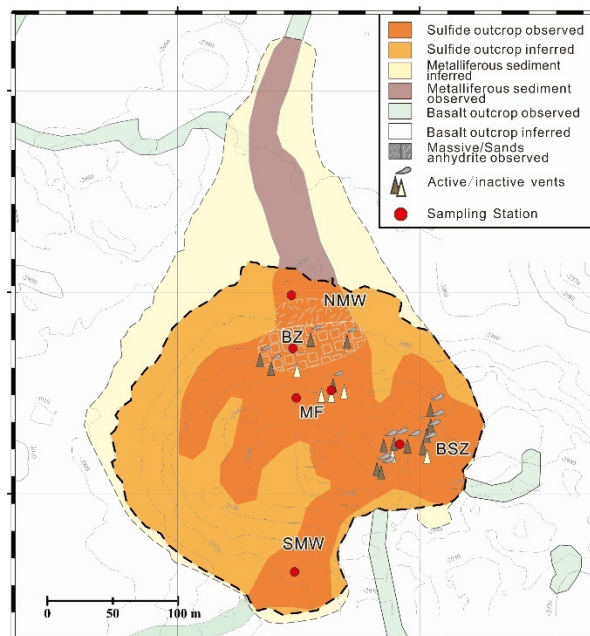 Sulfide outcrop observed
Sulfide outcrop inferred
Metalliferous sediment
inferred
Metalliferous sediment
observed
Basalt outcrop observed
Basalt outcrop inferred
Massive/Sands
anhydrite observed
Active/inactive vents
Sampling Station
NMW
BZ
MF
BSZ
SMW
0 50 100 m